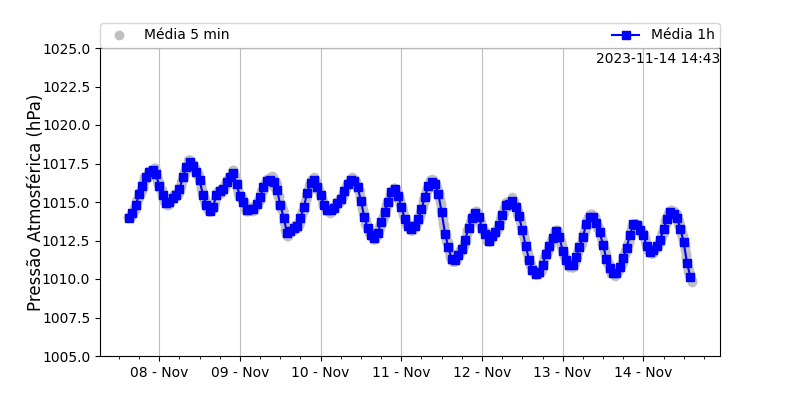 Média 5 min
Média 1h
2023-11-14 14:43
Pressão Atmosférica (hPa)
1025.0
1022.5
1020.0
1017.5
1015.0
1012.5
1010.0
1007.5
1005.0
08 - Nov
09 - Nov
10 - Nov
11 - Nov
12 - Nov
13 - Nov
14 - Nov